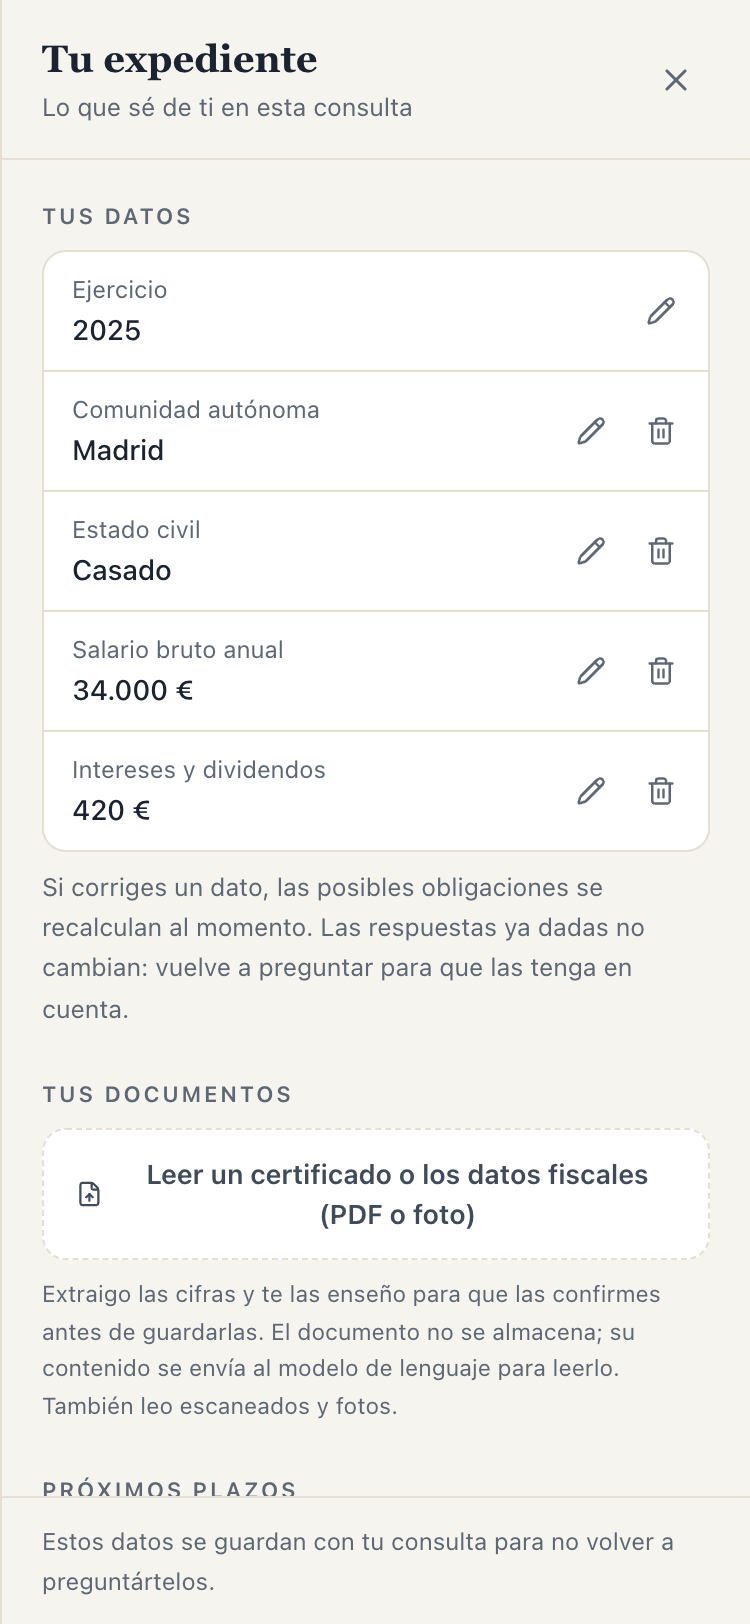 Tu expediente
Lo que sé de ti en esta consulta
TUS DATOS
Ejercicio
2025
Comunidad autónoma
Madrid
Estado civil
Casado
Salario bruto anual
34.000 €
Intereses y dividendos
420 €
Si corriges un dato, las posibles obligaciones se
recalculan al momento. Las respuestas ya dadas no
cambian: vuelve a preguntar para que las tenga en
cuenta.
TUS DOCUMENTOS
Leer un certificado o los datos fiscales
(PDF o foto)
Extraigo las cifras y te las enseño para que las confirmes
antes de guardarlas. El documento no se almacena; su
contenido se envía al modelo de lenguaje para leerlo.
También leo escaneados y fotos.
PRÓXIMOS PLAZOS
Estos datos se guardan con tu consulta para no volver a
preguntártelos.